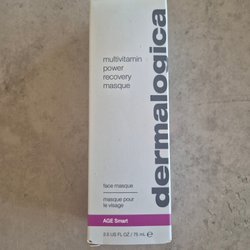 multivitamin
power
recovery
masque
dermalogica
face masque
masque pour
le visage
AGE Smart
2.5 US FL OZ / 75 mL ℮